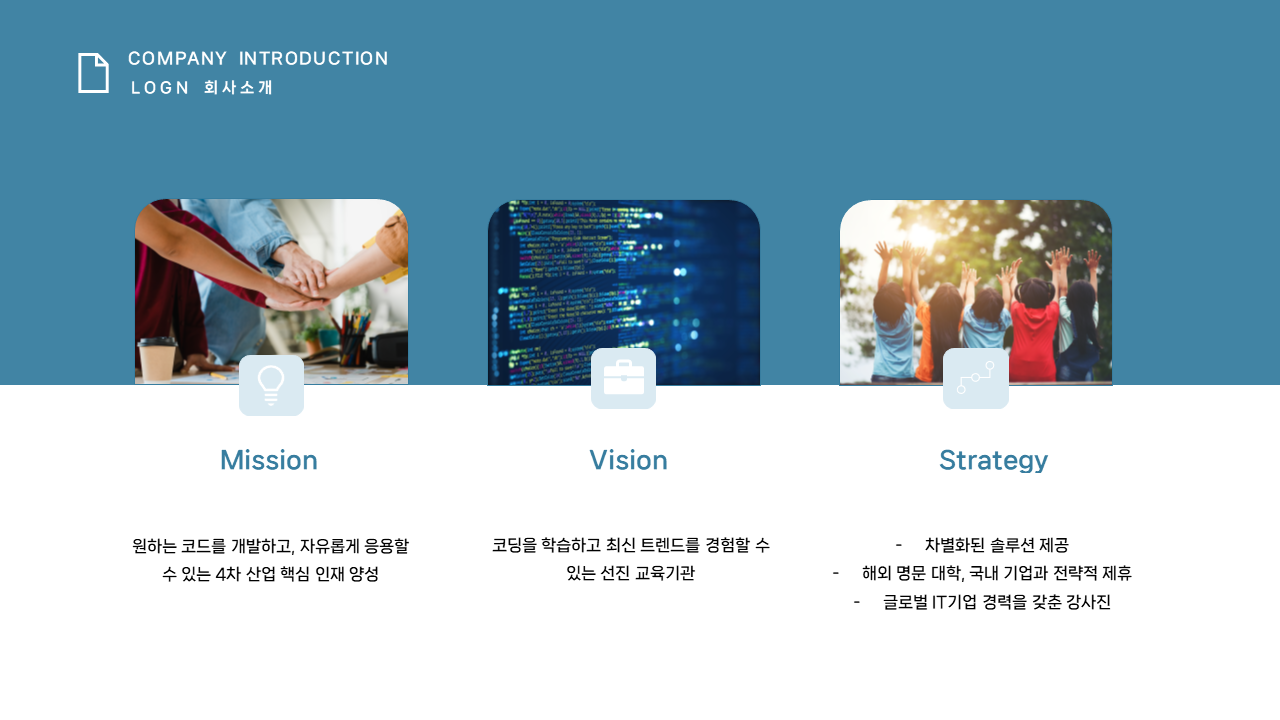 COMPANY INTRODUCTION
LOGN 회사소개
Mission
Vision
Strategy
원하는 코드를 개발하고, 자유롭게 응용할
수 있는 4차 산업 핵심 인재 양성
코딩을 학습하고 최신 트렌드를 경험할 수
있는 선진 교육기관
- 차별화된 솔루션 제공
- 해외 명문 대학, 국내 기업과 전략적 제휴
- 글로벌 IT기업 경력을 갖춘 강사진